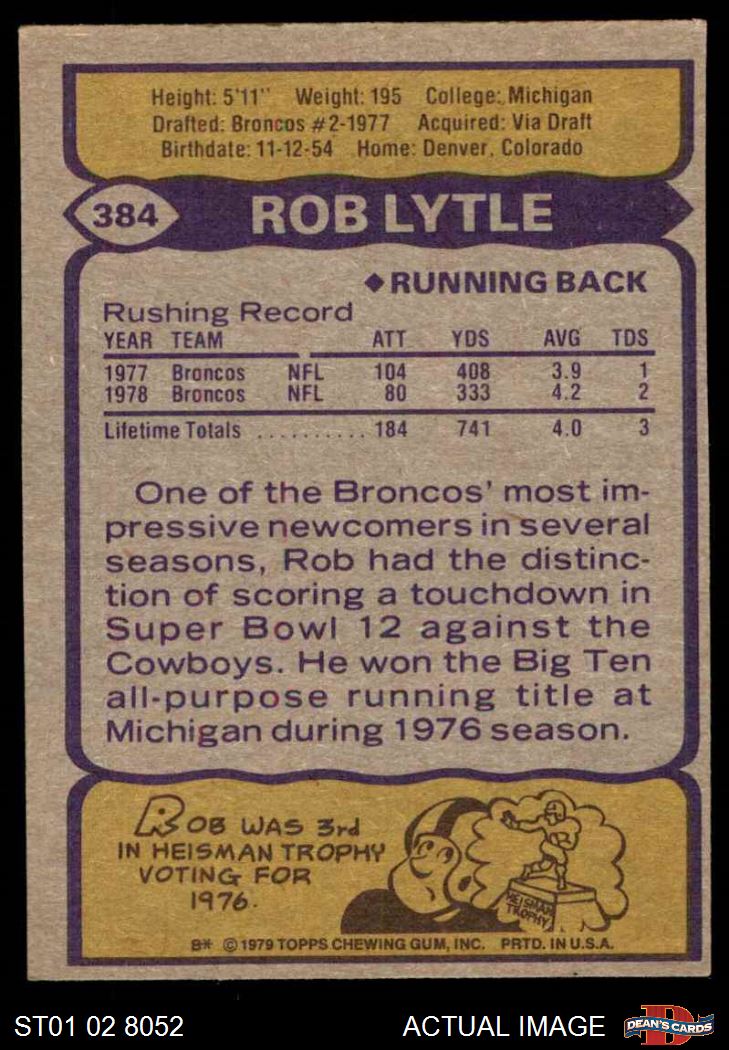 Height: 5'11" Weight: 195 College: Michigan
Drafted: Broncos #2-1977 Acquired: Via Draft
Birthdate: 11-12-54 Home: Denver, Colorado
384 ROB LYTLE
◆RUNNING BACK
Rushing Record
YEAR TEAM ATT YDS AVG TDS
1977 Broncos NFL 104 408 3.9 1
1978 Broncos NFL 80 333 4.2 2
Lifetime Totals .......... 184 741 4.0 3
One of the Broncos' most im-
pressive newcomers in several
seasons, Rob had the distinc-
tion of scoring a touchdown in
Super Bowl 12 against the
Cowboys. He won the Big Ten
all-purpose running title at
Michigan during 1976 season.
ROB WAS 3rd
IN HEISMAN TROPHY
VOTING FOR
1976.
HEISMAN
TROPHY
B* © 1979 TOPPS CHEWING GUM, INC. PRTD. IN U.S.A.
ST01 02 8052 ACTUAL IMAGE D DEAN'S CARDS